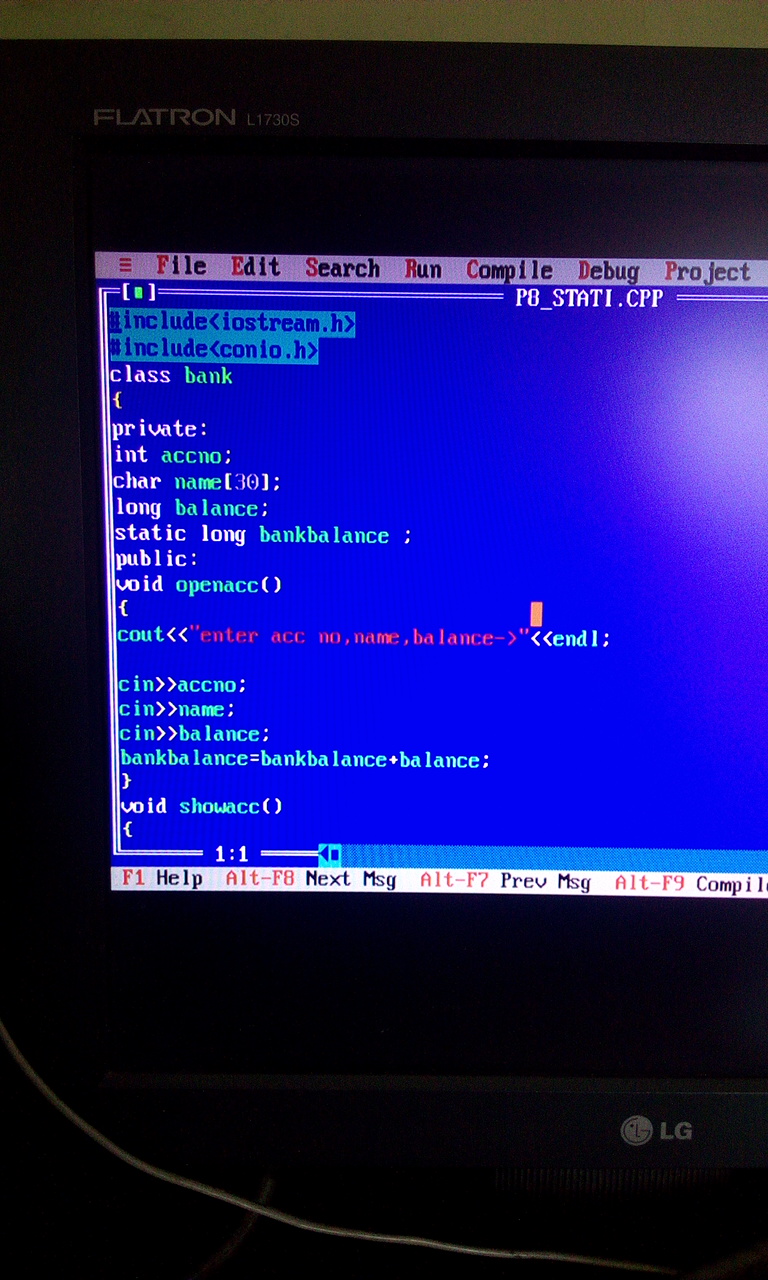 FLATRON L1730S
≡ File Edit Search Run Compile Debug Project
[■] P8_STATI.CPP
#include<iostream.h>
#include<conio.h>
class bank
{
private:
int accno;
char name[30];
long balance;
static long bankbalance ;
public:
void openacc()
{
cout<<"enter acc no,name,balance->"<<endl;
cin>>accno;
cin>>name;
cin>>balance;
bankbalance=bankbalance+balance;
}
void showacc()
{
1:1
F1 Help Alt-F8 Next Msg Alt-F7 Prev Msg Alt-F9 Compil
LG